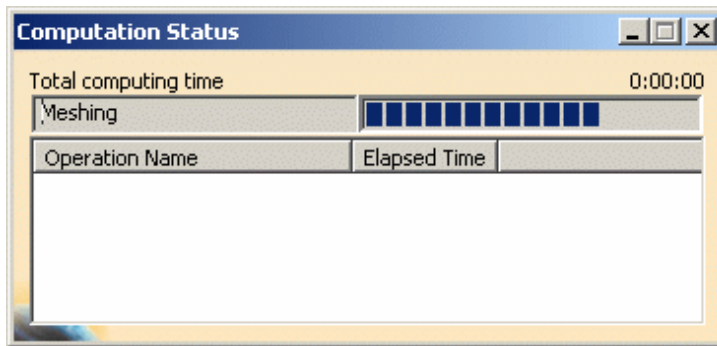 Computation Status
Total computing time 0:00:00
Meshing
Operation Name Elapsed Time